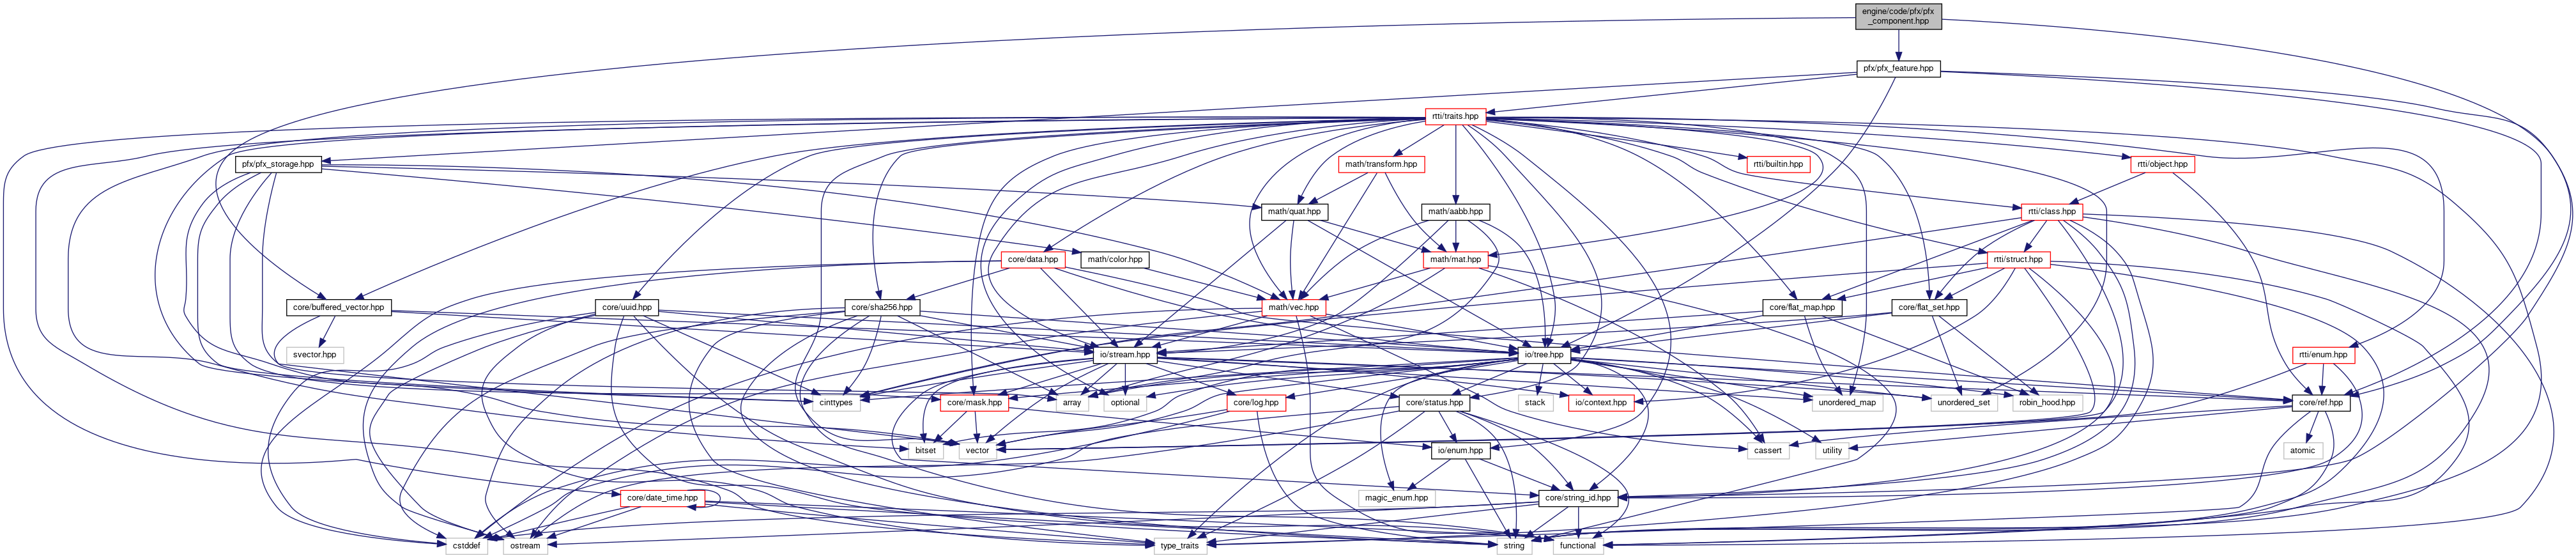 engine/code/pfx/pfx
_component.hpp
pfx/pfx_feature.hpp
rtti/traits.hpp
pfx/pfx_storage.hpp
math/transform.hpp
rtti/builtin.hpp
rtti/object.hpp
math/quat.hpp
math/aabb.hpp
rtti/class.hpp
core/data.hpp
math/color.hpp
math/mat.hpp
rtti/struct.hpp
core/buffered_vector.hpp
core/uuid.hpp
core/sha256.hpp
math/vec.hpp
core/flat_map.hpp
core/flat_set.hpp
svector.hpp
io/stream.hpp
io/tree.hpp
rtti/enum.hpp
cinttypes
core/mask.hpp
array
optional
core/log.hpp
core/status.hpp
stack
io/context.hpp
unordered_map
unordered_set
robin_hood.hpp
core/ref.hpp
bitset
vector
io/enum.hpp
cassert
utility
atomic
core/date_time.hpp
magic_enum.hpp
core/string_id.hpp
cstddef
ostream
type_traits
string
functional